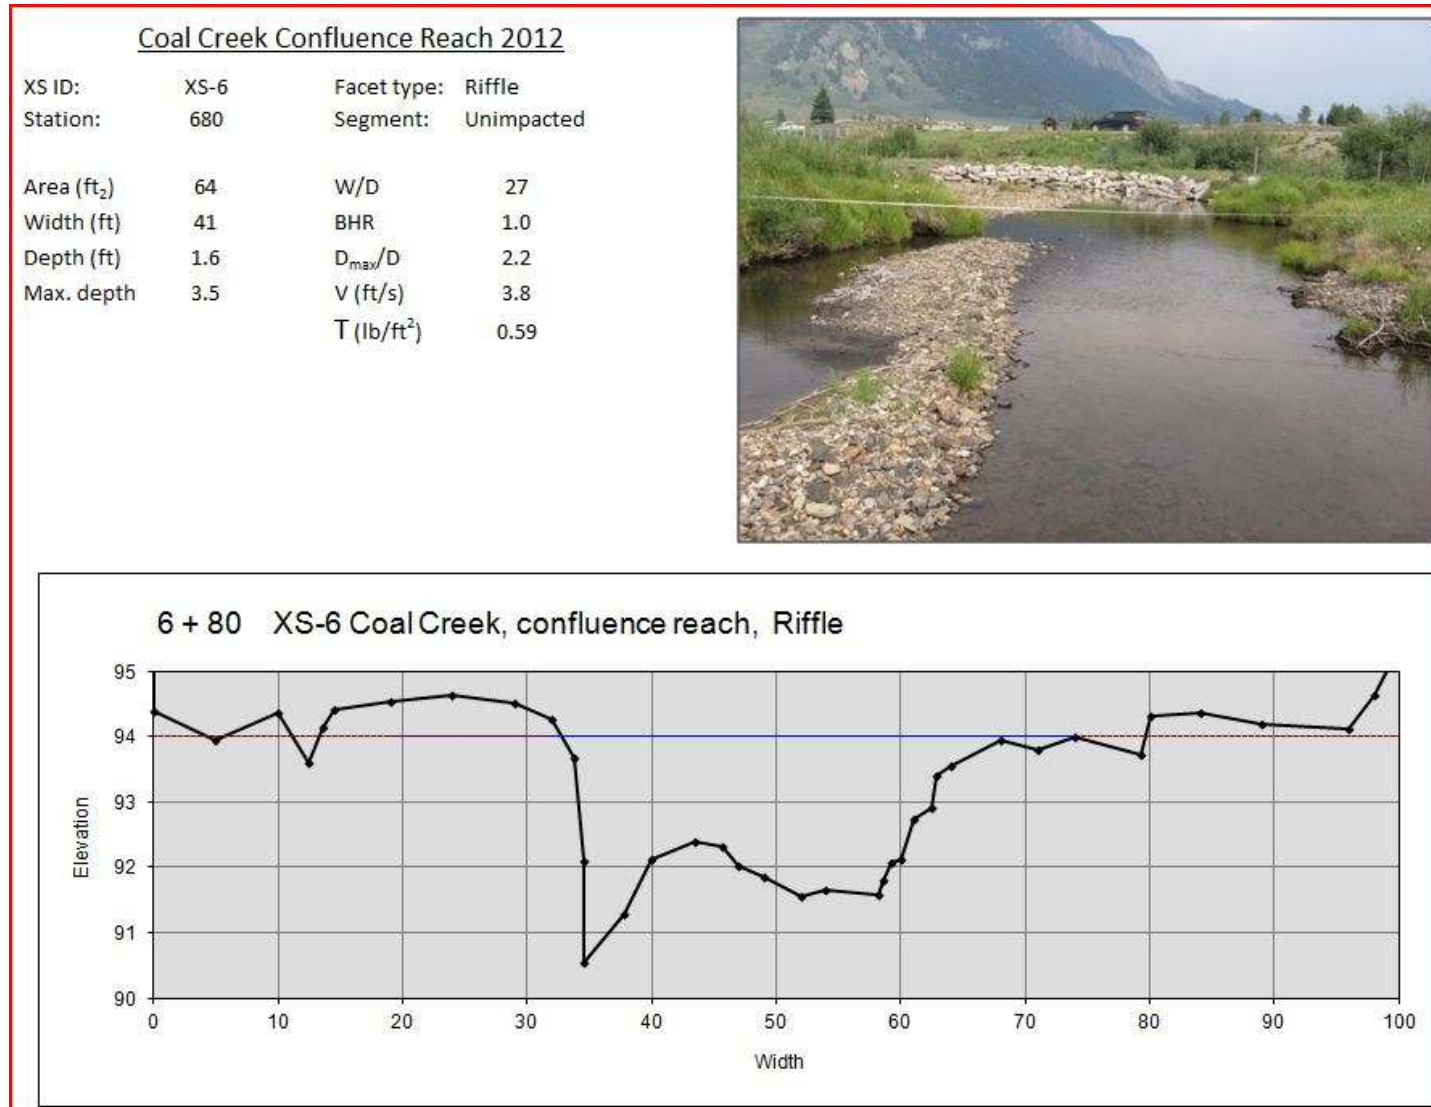 Coal Creek Confluence Reach 2012
XS ID: XS-6 Facet type: Riffle
Station: 680 Segment: Unimpacted
Area (ft₂) 64 W/D 27
Width (ft) 41 BHR 1.0
Depth (ft) 1.6 Dmax/D 2.2
Max. depth 3.5 V (ft/s) 3.8
T (lb/ft²) 0.59
6 + 80 XS-6 Coal Creek, confluence reach, Riffle
95
94
93
92
91
90
Elevation
0 10 20 30 40 50 60 70 80 90 100
Width